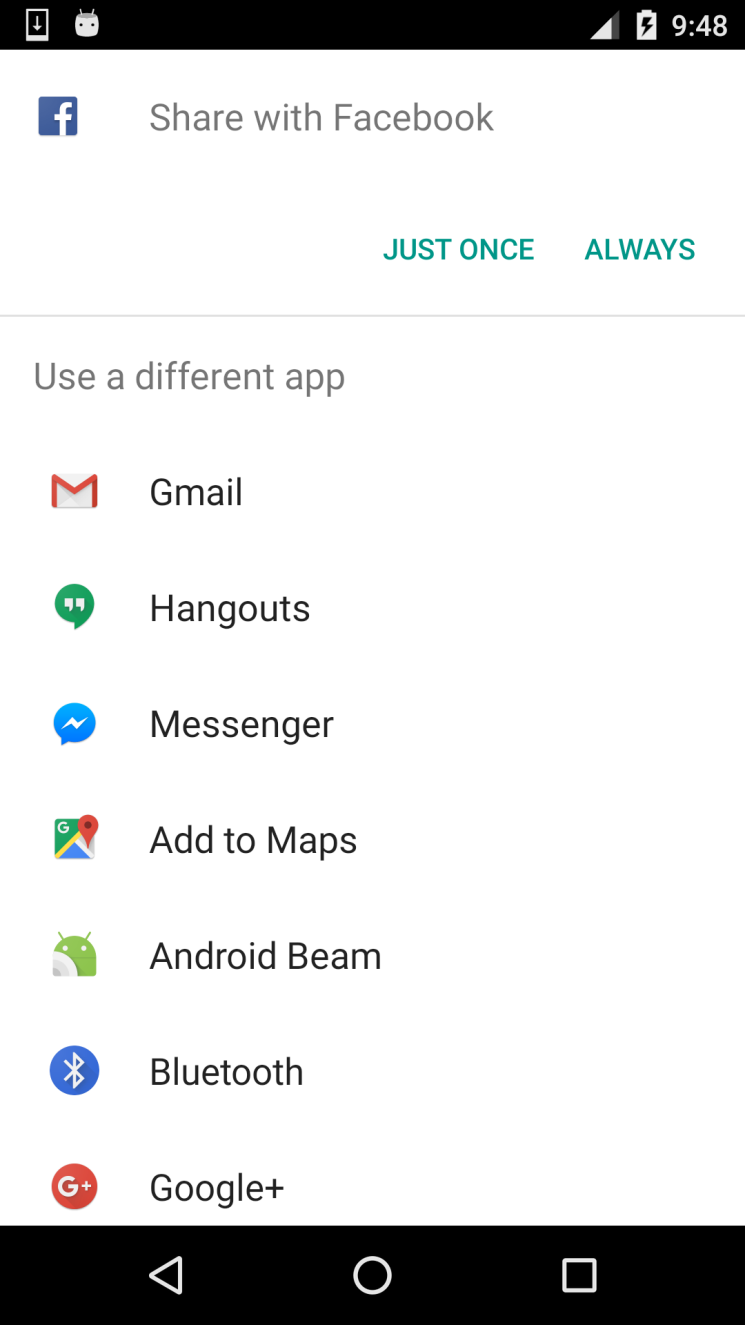 9:48
Share with Facebook
JUST ONCE ALWAYS
Use a different app
Gmail
Hangouts
Messenger
Add to Maps
Android Beam
Bluetooth
Google+